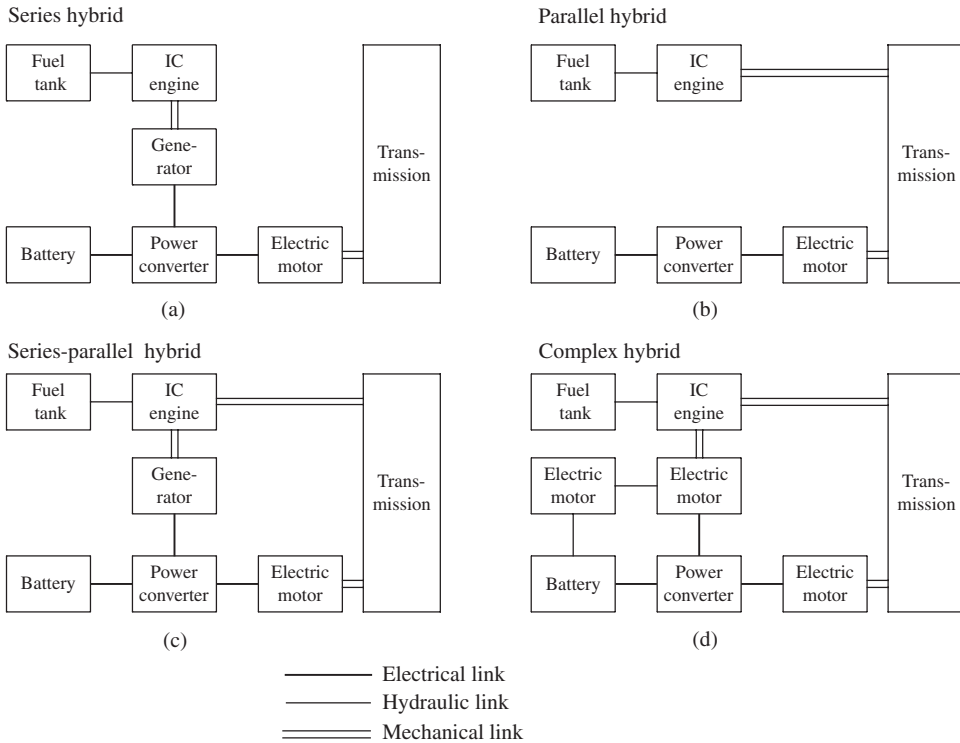 Series hybrid
Fuel
tank
IC
engine
Gene-
rator
Trans-
mission
Battery
Power
converter
Electric
motor
(a)
Parallel hybrid
Fuel
tank
IC
engine
Trans-
mission
Battery
Power
converter
Electric
motor
(b)
Series-parallel hybrid
Fuel
tank
IC
engine
Gene-
rator
Trans-
mission
Battery
Power
converter
Electric
motor
(c)
Complex hybrid
Fuel
tank
IC
engine
Electric
motor
Electric
motor
Trans-
mission
Battery
Power
converter
Electric
motor
(d)
Electrical link
Hydraulic link
Mechanical link